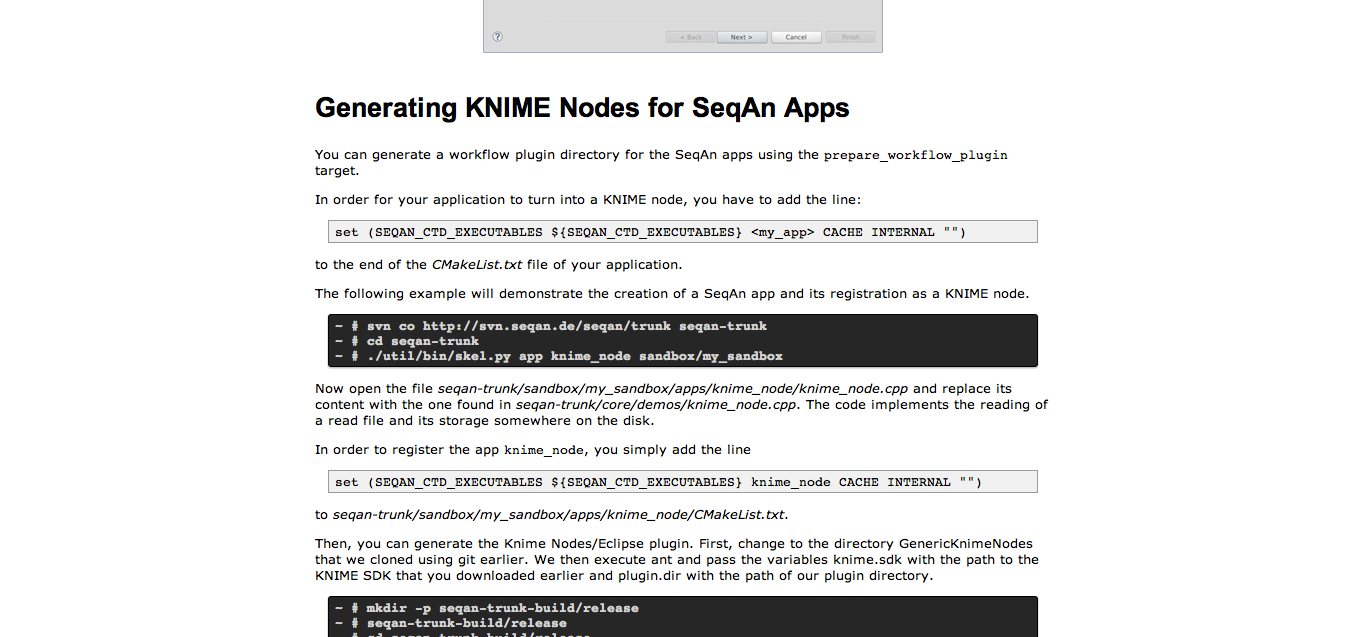 ?
< Back Next > Cancel Finish
Generating KNIME Nodes for SeqAn Apps
You can generate a workflow plugin directory for the SeqAn apps using the prepare_workflow_plugin
target.
In order for your application to turn into a KNIME node, you have to add the line:
set (SEQAN_CTD_EXECUTABLES ${SEQAN_CTD_EXECUTABLES} <my_app> CACHE INTERNAL "")
to the end of the CMakeList.txt file of your application.
The following example will demonstrate the creation of a SeqAn app and its registration as a KNIME node.
~ # svn co http://svn.seqan.de/seqan/trunk seqan-trunk
~ # cd seqan-trunk
~ # ./util/bin/skel.py app knime_node sandbox/my_sandbox
Now open the file seqan-trunk/sandbox/my_sandbox/apps/knime_node/knime_node.cpp and replace its
content with the one found in seqan-trunk/core/demos/knime_node.cpp. The code implements the reading of
a read file and its storage somewhere on the disk.
In order to register the app knime_node, you simply add the line
set (SEQAN_CTD_EXECUTABLES ${SEQAN_CTD_EXECUTABLES} knime_node CACHE INTERNAL "")
to seqan-trunk/sandbox/my_sandbox/apps/knime_node/CMakeList.txt.
Then, you can generate the Knime Nodes/Eclipse plugin. First, change to the directory GenericKnimeNodes
that we cloned using git earlier. We then execute ant and pass the variables knime.sdk with the path to the
KNIME SDK that you downloaded earlier and plugin.dir with the path of our plugin directory.
~ # mkdir -p seqan-trunk-build/release
~ # seqan-trunk-build/release
~ # cd seqan-trunk-build/release